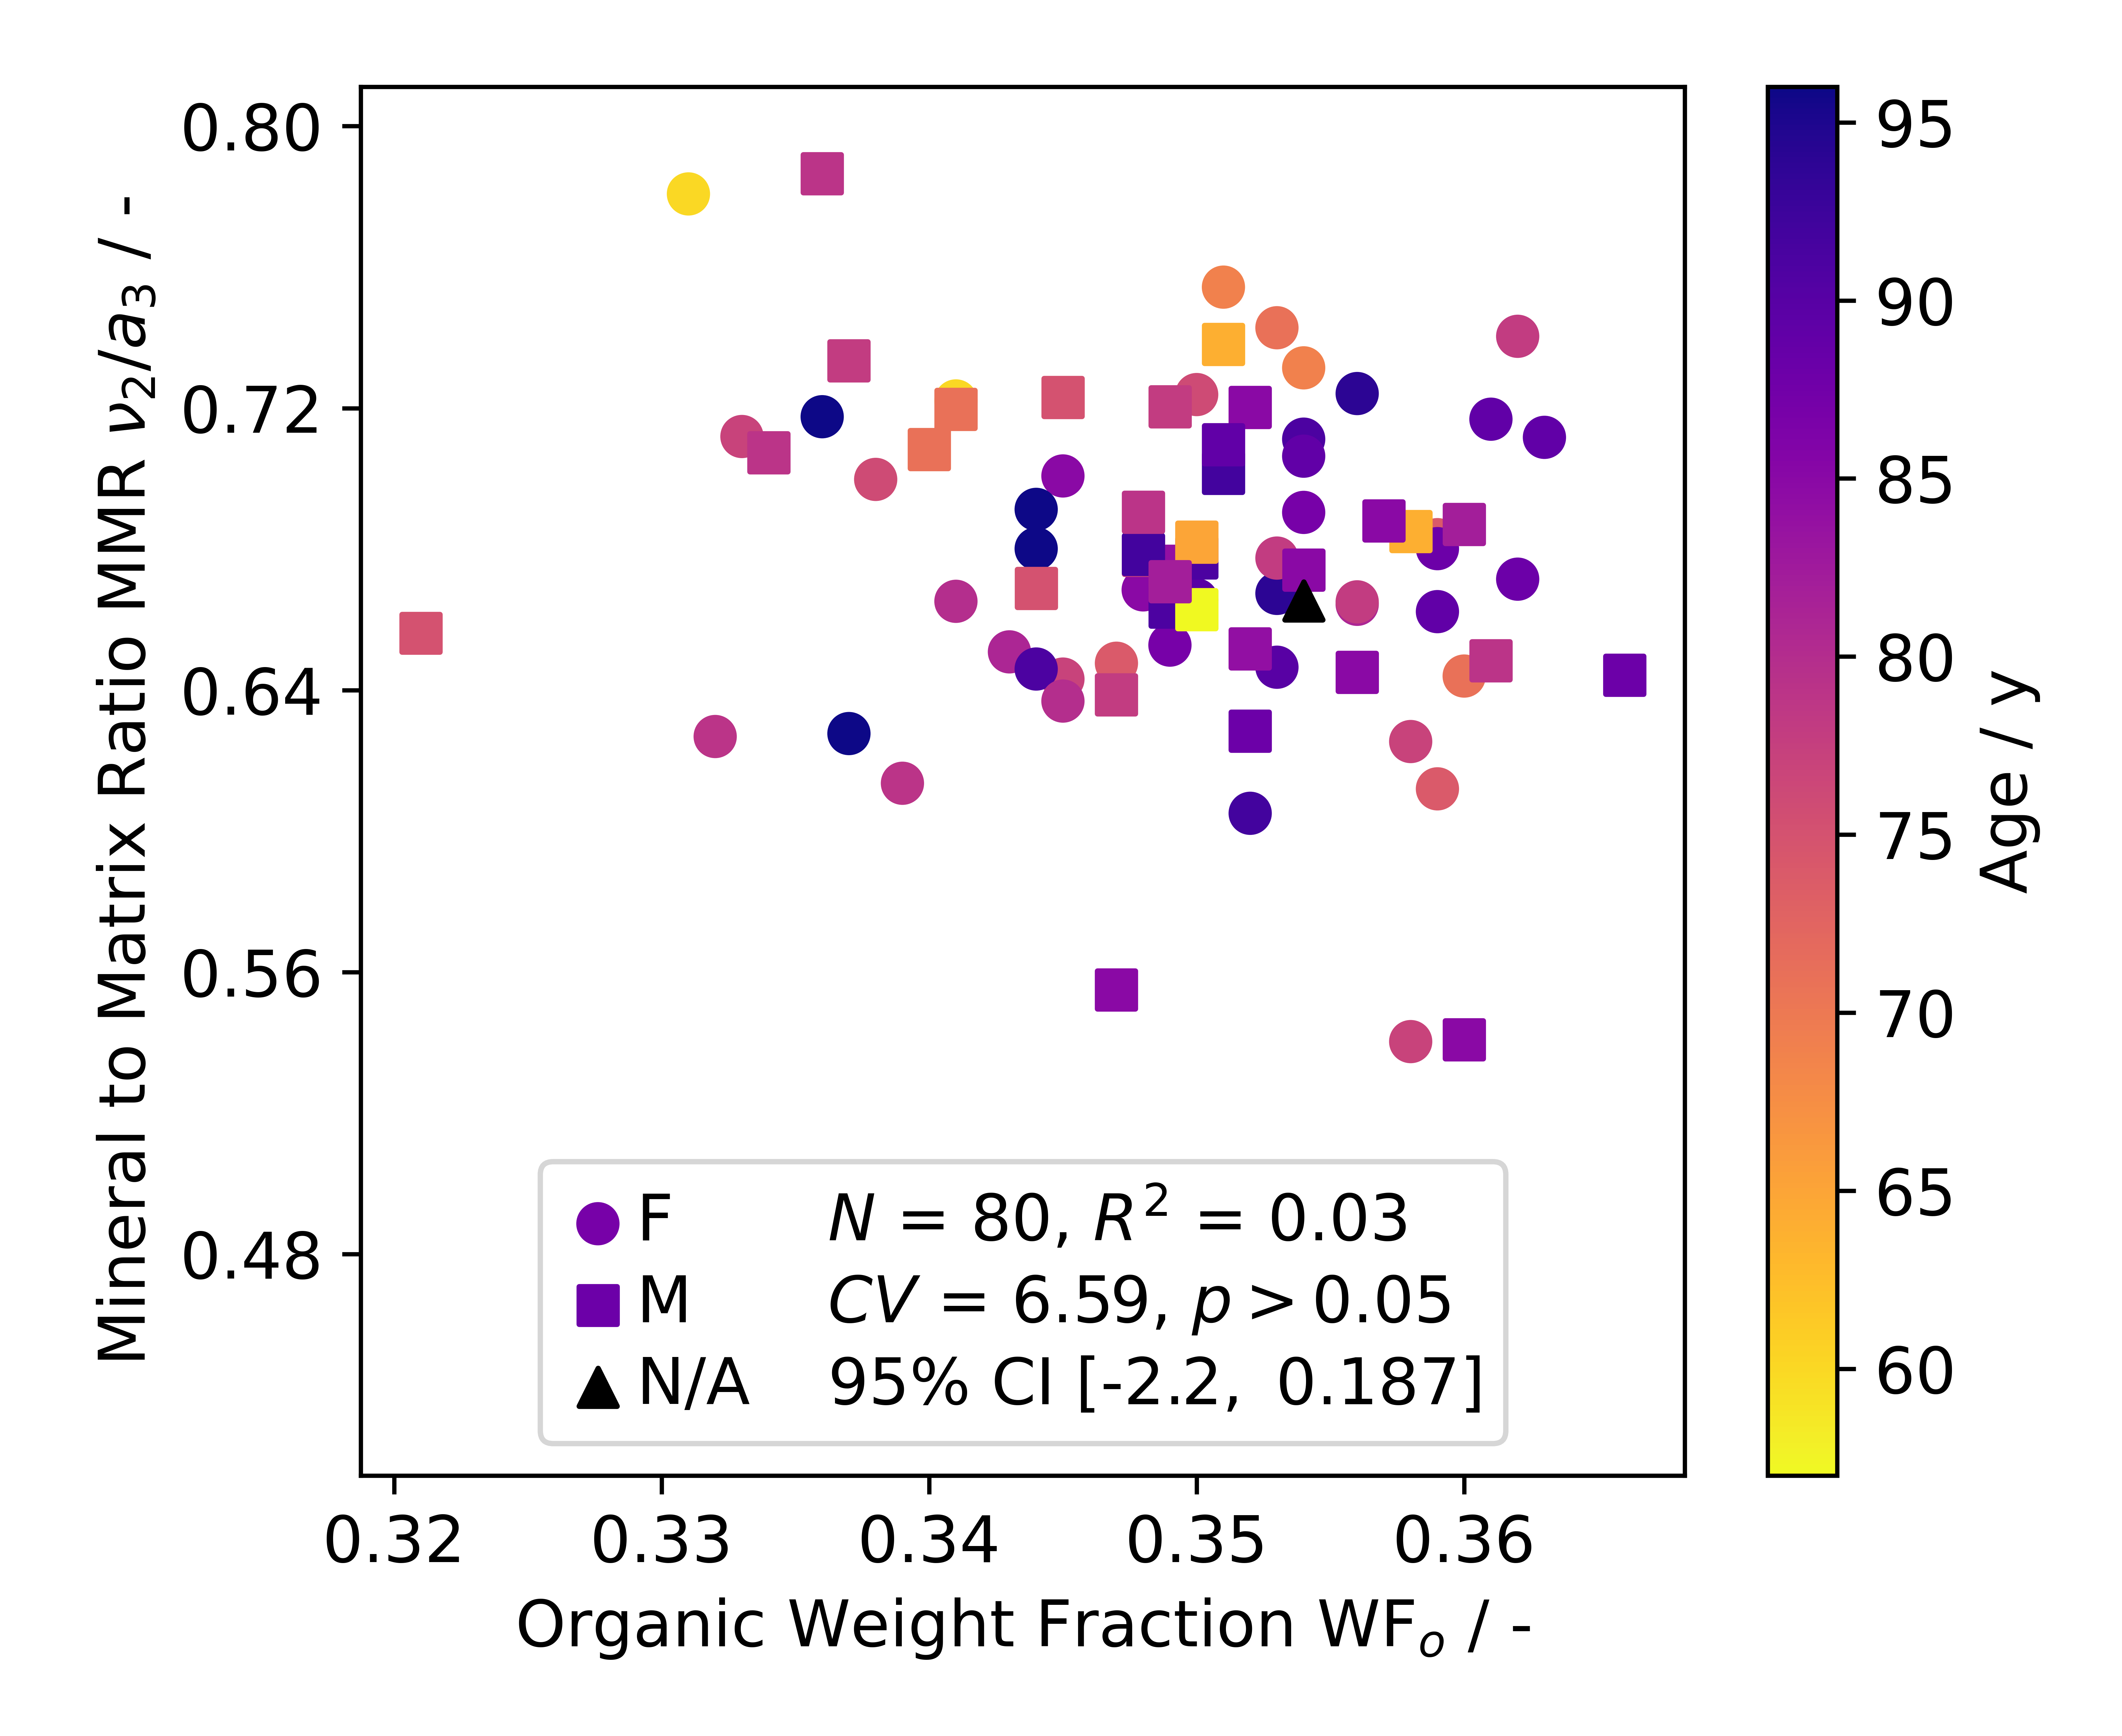 Mineral to Matrix Ratio MMR ν₂/a₃ / -
0.80
0.72
0.64
0.56
0.48
F N = 80, R² = 0.03
M CV = 6.59, p > 0.05
N/A 95% CI [-2.2, 0.187]
0.32 0.33 0.34 0.35 0.36
Organic Weight Fraction WFₒ / -
95
90
85
80
75
70
65
60
Age / y